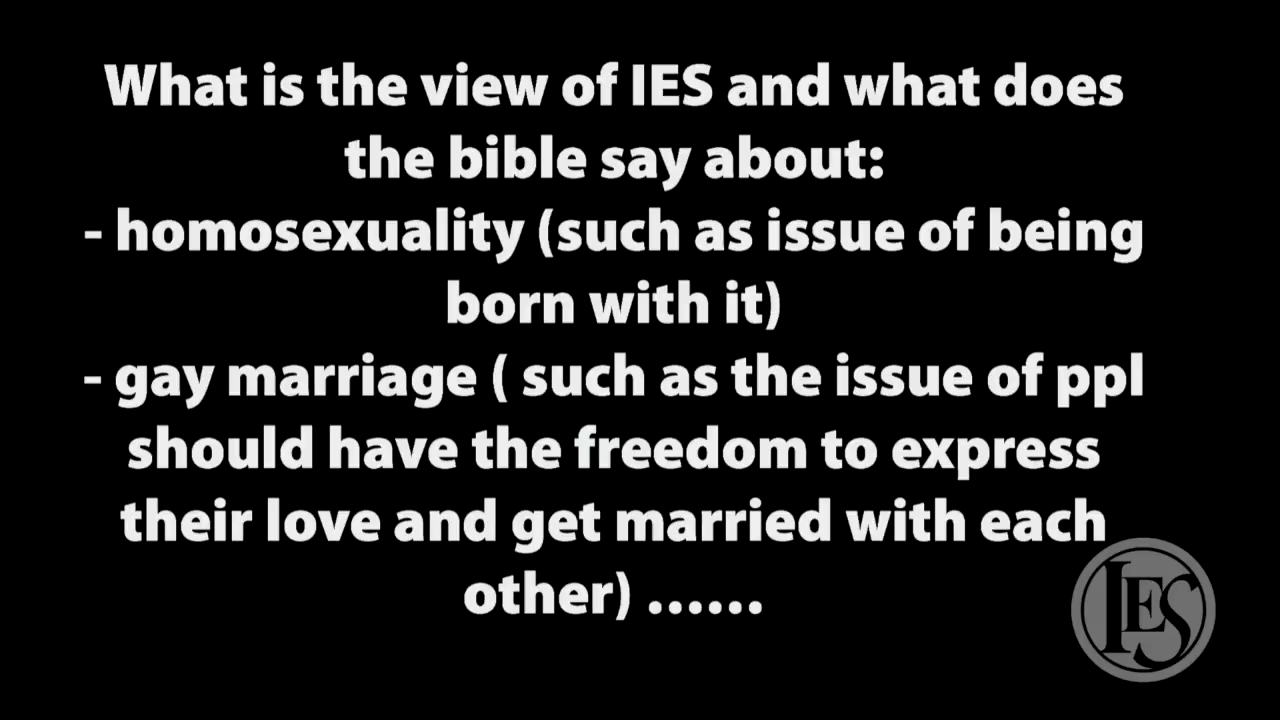 What is the view of IES and what does
the bible say about:
- homosexuality (such as issue of being
born with it)
- gay marriage ( such as the issue of ppl
should have the freedom to express
their love and get married with each
other) ......
IES